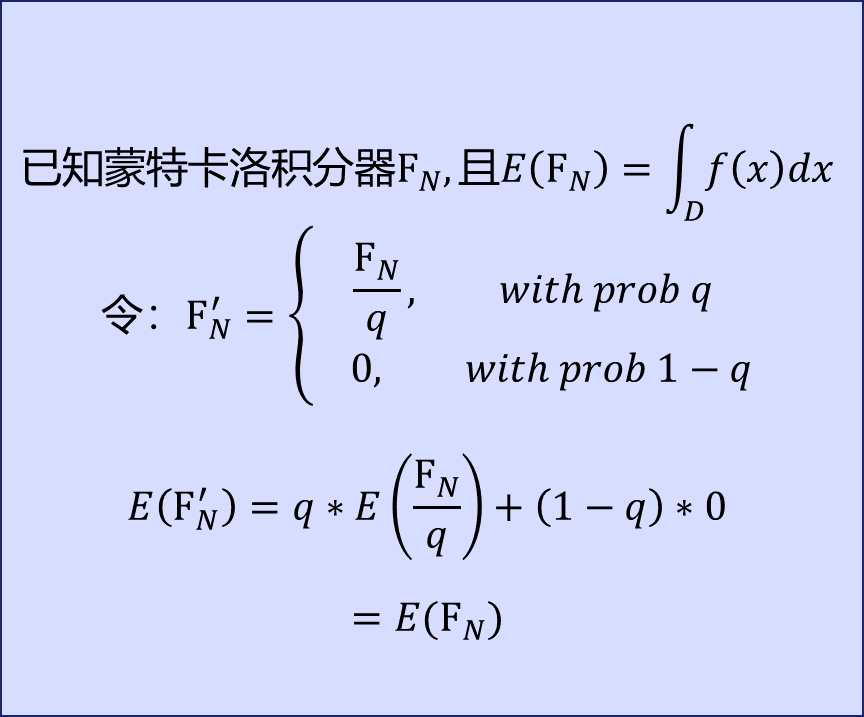 已知蒙特卡洛积分器F_N,且E(F_N) = ∫_D f(x)dx
令：F′_N = { F_N/q, with prob q
0, with prob 1 − q
E(F′_N) = q ∗ E(F_N/q) + (1 − q) ∗ 0
= E(F_N)